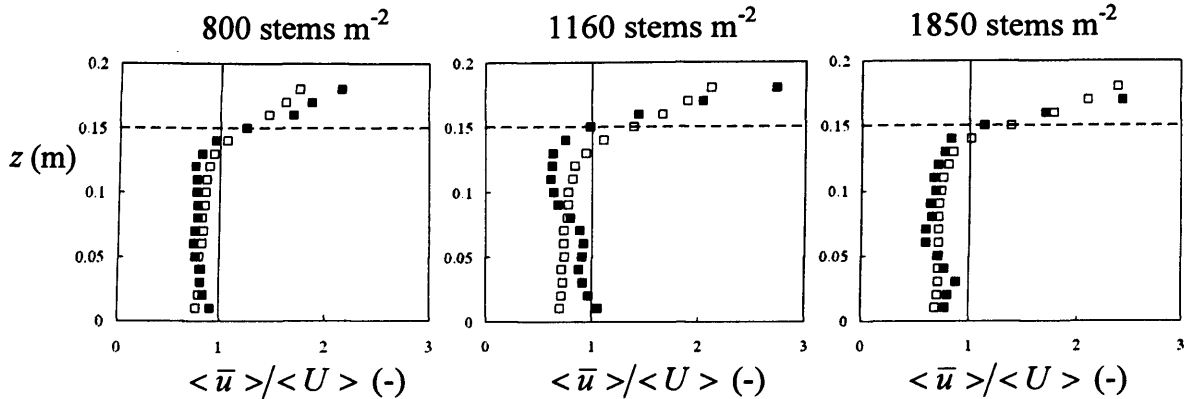 800 stems m-2
1160 stems m-2
1850 stems m-2
0.2
0.15
0.1
0.05
0
z (m)
0.2
0.15
0.1
0.05
0
0.2
0.15
0.1
0.05
0
0 1 2 3
0 1 2 3
0 1 2 3
< u̅ >/< U > (-)
< u̅ >/< U > (-)
< u̅ >/< U > (-)